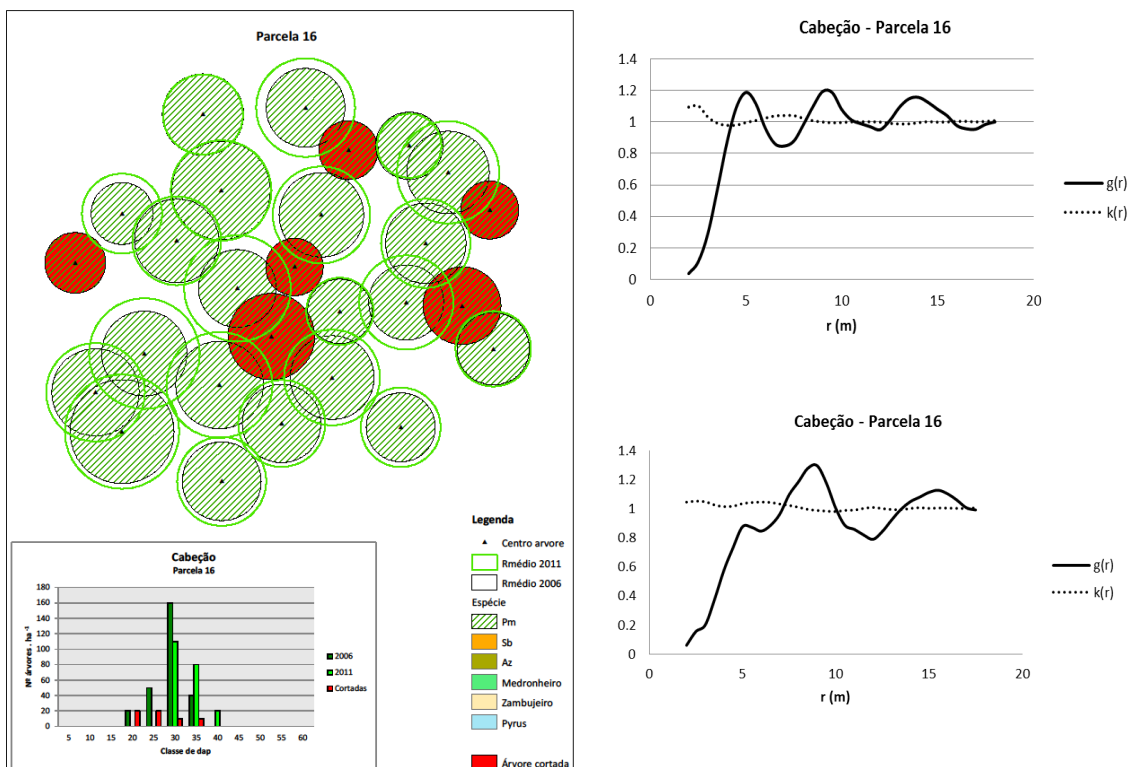 Parcela 16
Legenda
Centro arvore
Rmédio 2011
Rmédio 2006
Espécie
Pm
Sb
Az
Medronheiro
Zambujeiro
Pyrus
Árvore cortada
Cabeção
Parcela 16
Nº árvores . ha⁻¹
180
160
140
120
100
80
60
40
20
0
5 10 15 20 25 30 35 40 45 50 55 60
Classe de dap
2006
2011
Cortadas
Cabeção - Parcela 16
1.4
1.2
1
0.8
0.6
0.4
0.2
0
0 5 10 15 20
r (m)
g(r)
k(r)
Cabeção - Parcela 16
1.4
1.2
1
0.8
0.6
0.4
0.2
0
0 5 10 15 20
r (m)
g(r)
k(r)